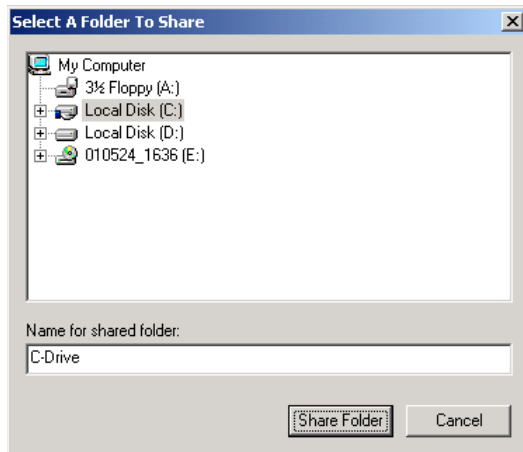 Select A Folder To Share
My Computer
3½ Floppy (A:)
Local Disk (C:)
Local Disk (D:)
010524_1636 (E:)
Name for shared folder:
C-Drive
Share Folder
Cancel